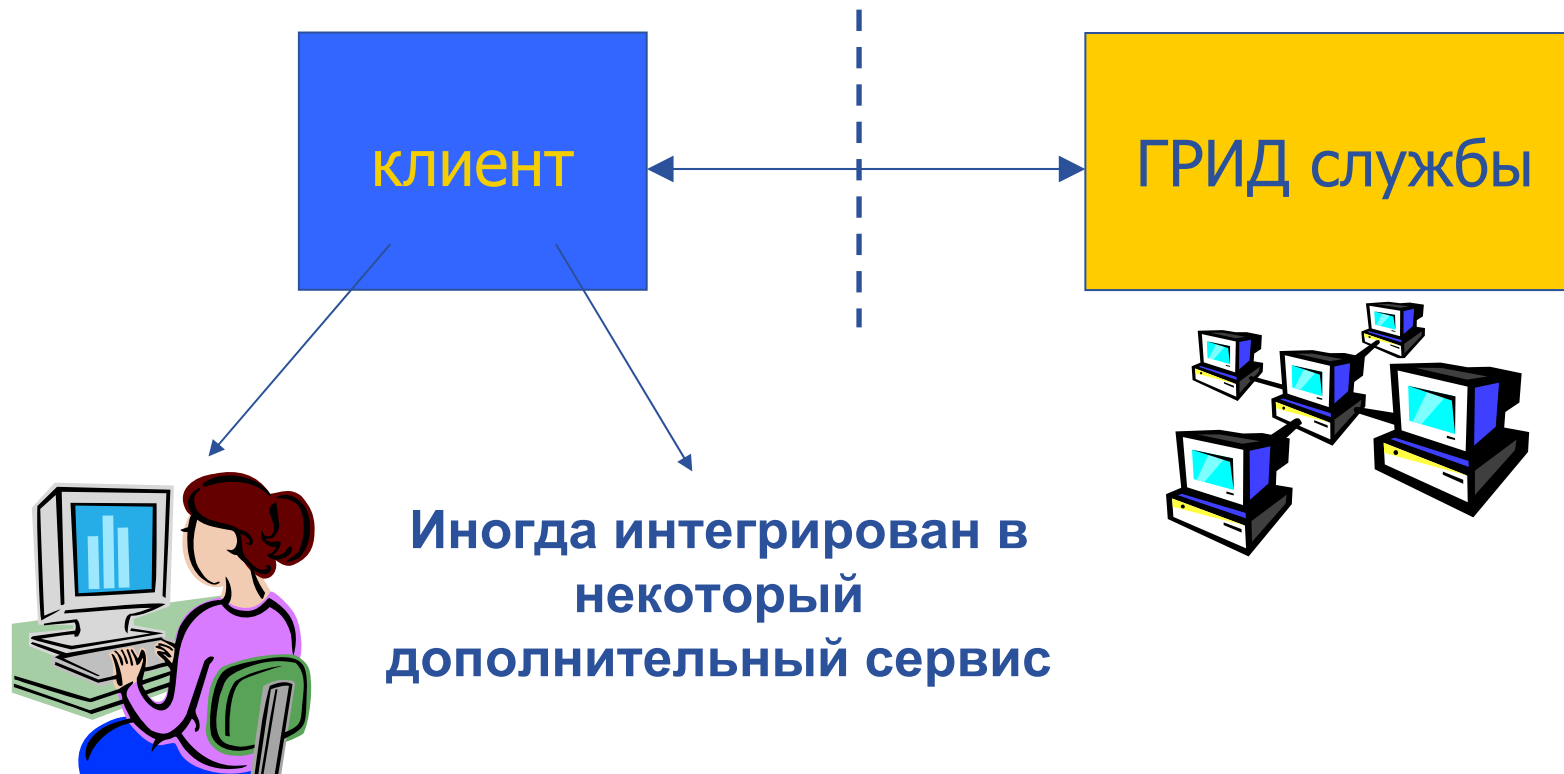 клиент
ГРИД службы
Иногда интегрирован в
некоторый
дополнительный сервис